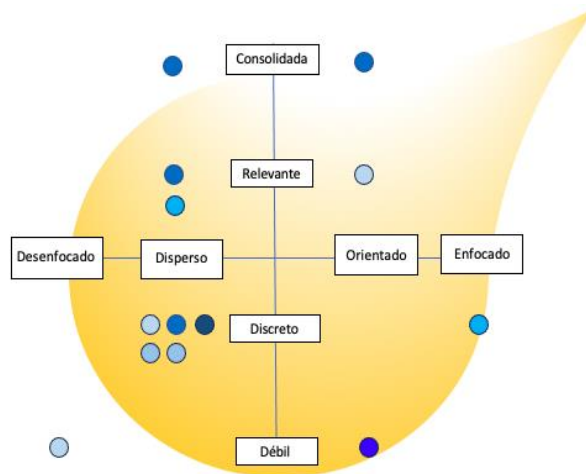 Consolidada
Relevante
Desenfocado
Disperso
Orientado
Enfocado
Discreto
Débil